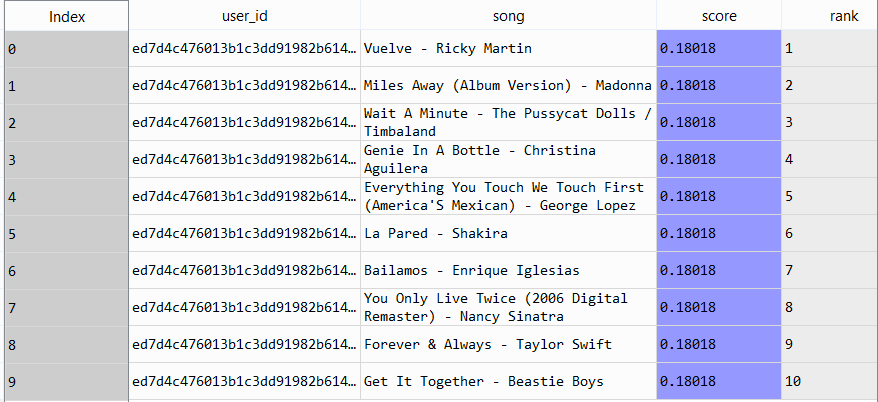 Index user_id song score rank
0 ed7d4c476013b1c3dd91982b614… Vuelve - Ricky Martin 0.18018 1
1 ed7d4c476013b1c3dd91982b614… Miles Away (Album Version) - Madonna 0.18018 2
2 ed7d4c476013b1c3dd91982b614… Wait A Minute - The Pussycat Dolls / 0.18018 3
Timbaland
3 ed7d4c476013b1c3dd91982b614… Genie In A Bottle - Christina 0.18018 4
Aguilera
4 ed7d4c476013b1c3dd91982b614… Everything You Touch We Touch First 0.18018 5
(America'S Mexican) - George Lopez
5 ed7d4c476013b1c3dd91982b614… La Pared - Shakira 0.18018 6
6 ed7d4c476013b1c3dd91982b614… Bailamos - Enrique Iglesias 0.18018 7
7 ed7d4c476013b1c3dd91982b614… You Only Live Twice (2006 Digital 0.18018 8
Remaster) - Nancy Sinatra
8 ed7d4c476013b1c3dd91982b614… Forever & Always - Taylor Swift 0.18018 9
9 ed7d4c476013b1c3dd91982b614… Get It Together - Beastie Boys 0.18018 10